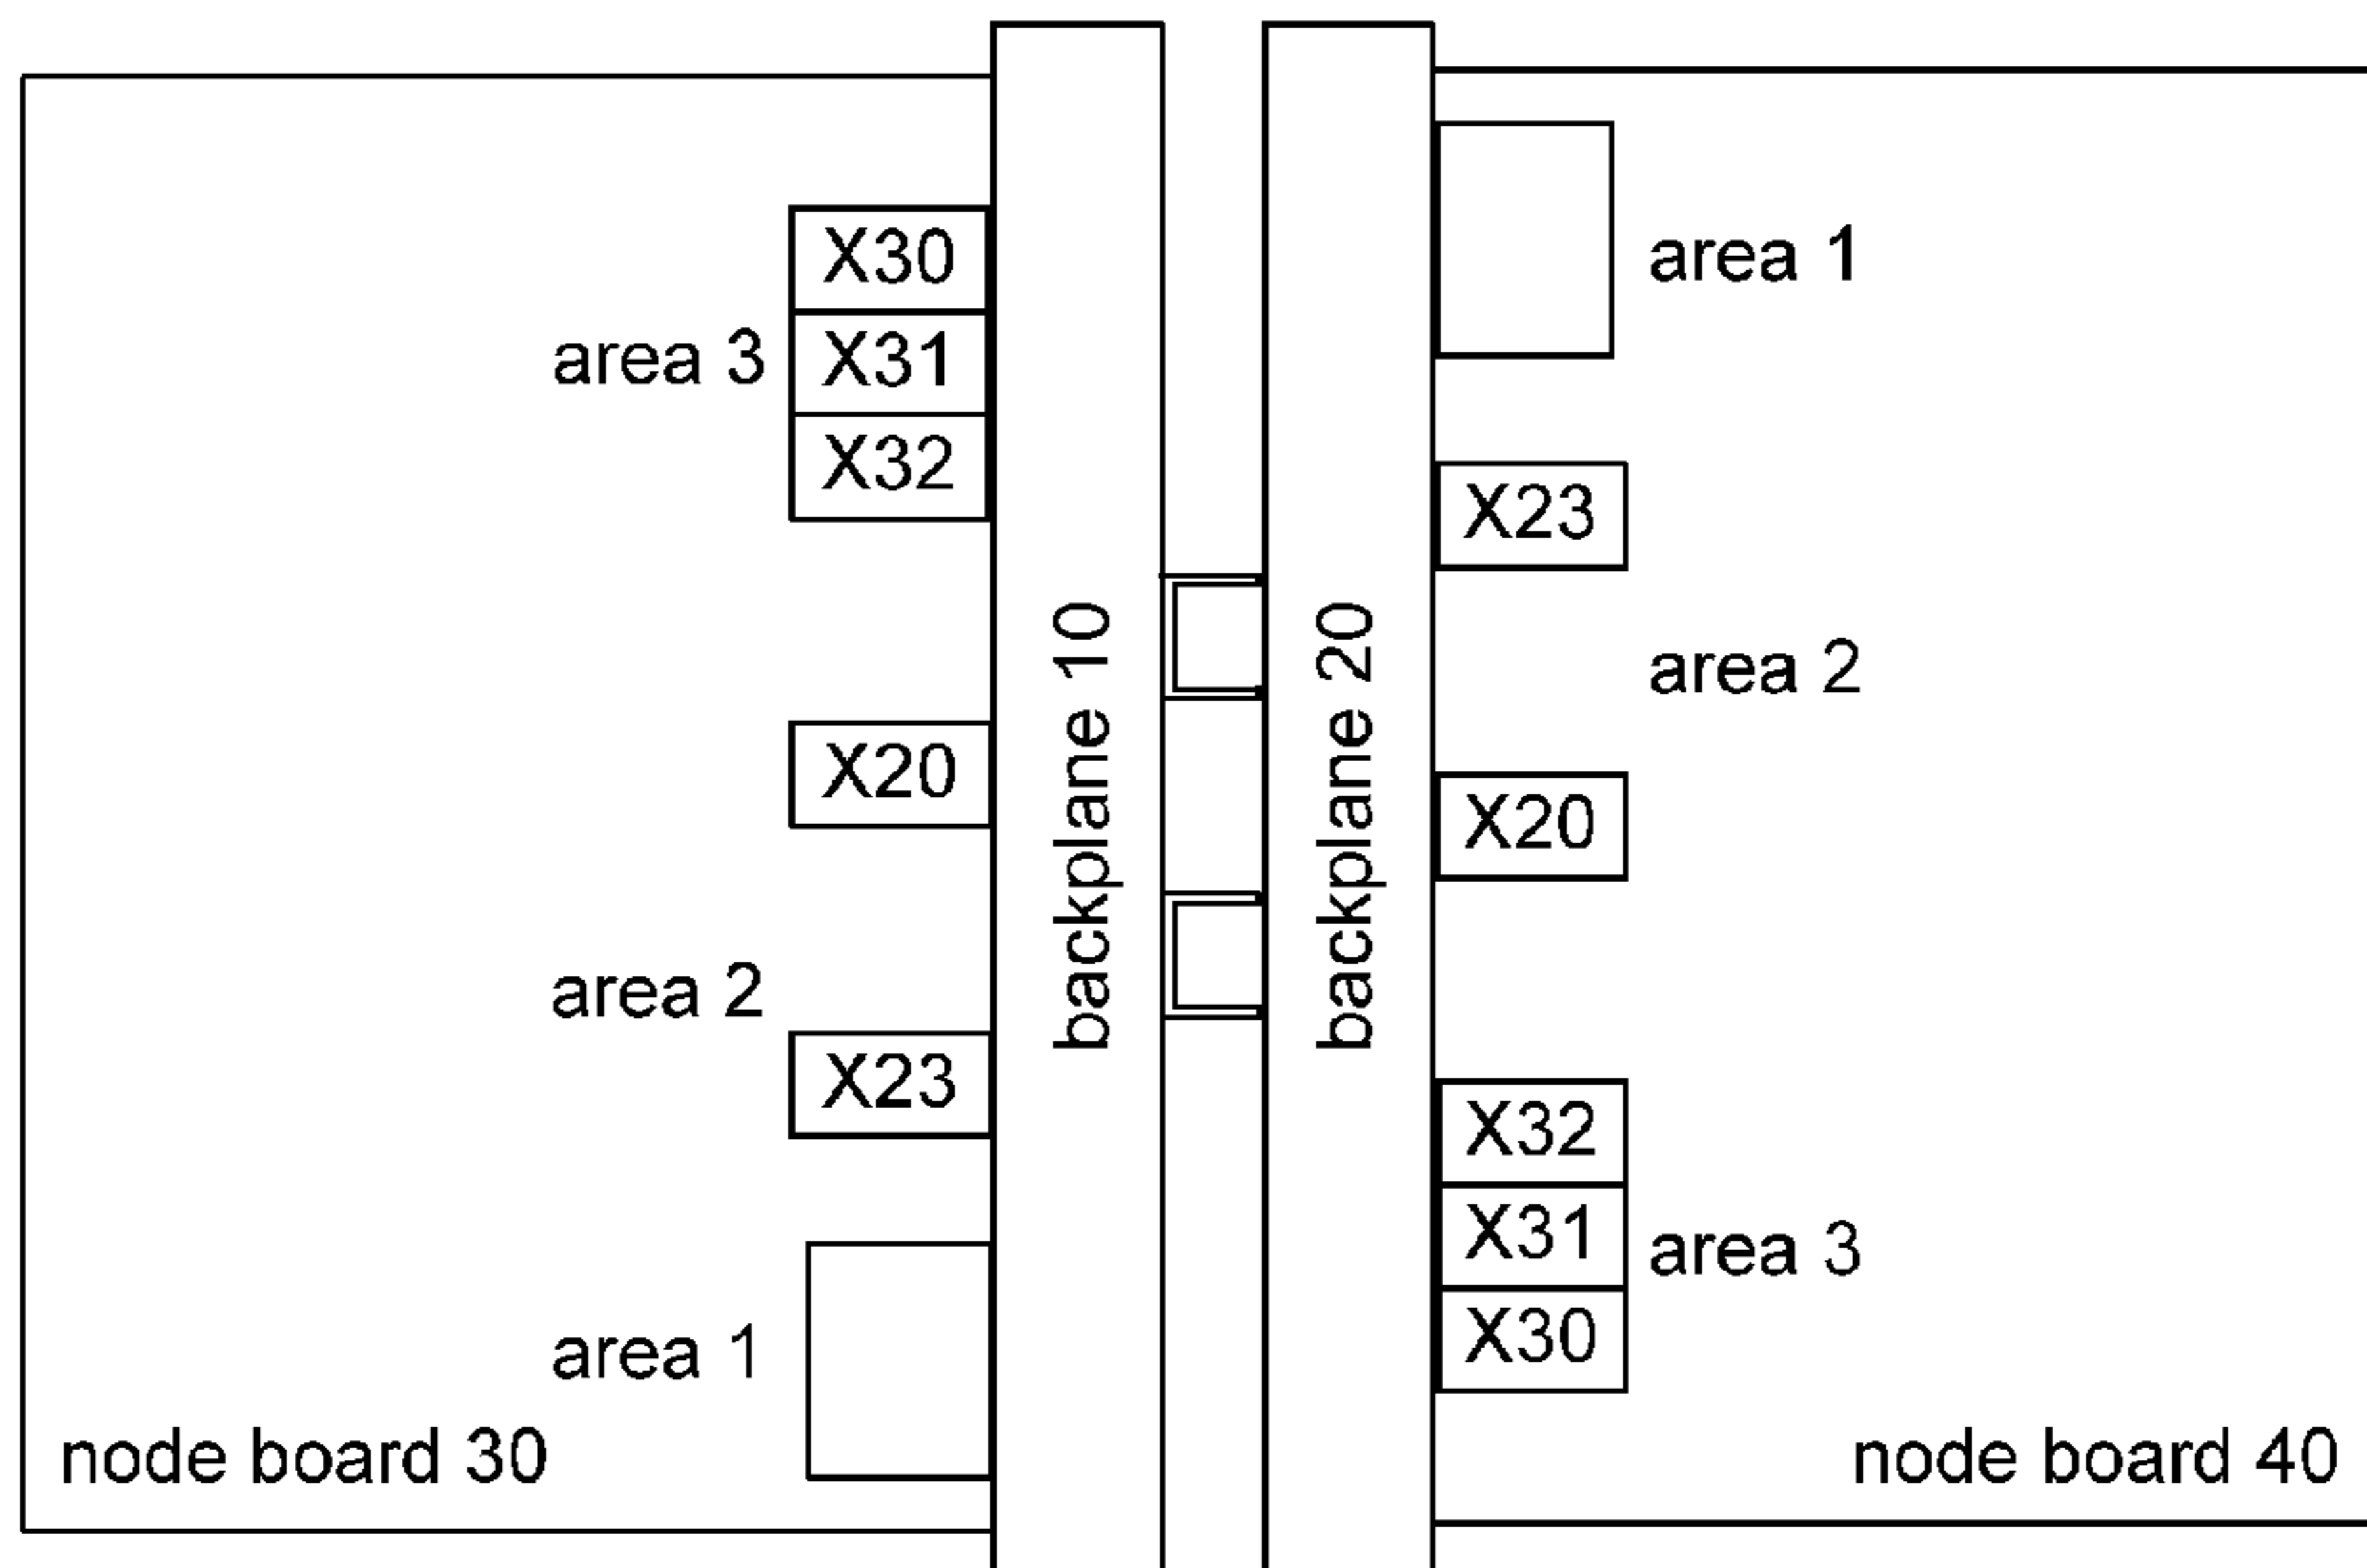 X30
area 3
X31
X32
X20
area 2
X23
area 1
node board 30
backplane 10
backplane 20
area 1
X23
area 2
X20
X32
X31
area 3
X30
node board 40